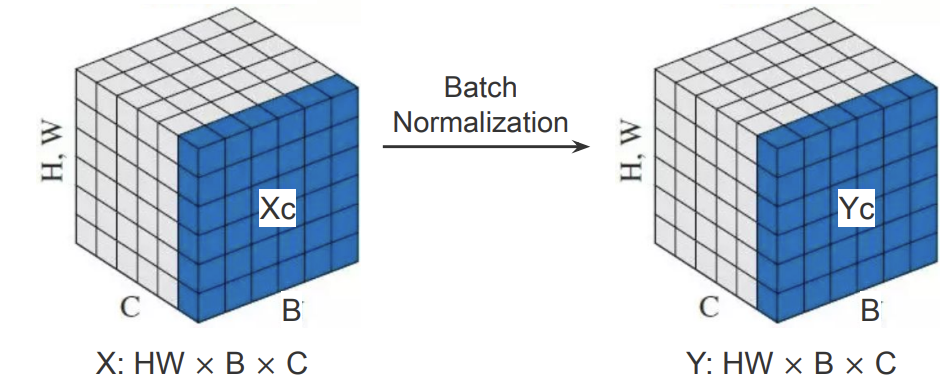 H, W
Xc
C
B
X: HW × B × C
Batch
Normalization
H, W
Yc
C
B
Y: HW × B × C